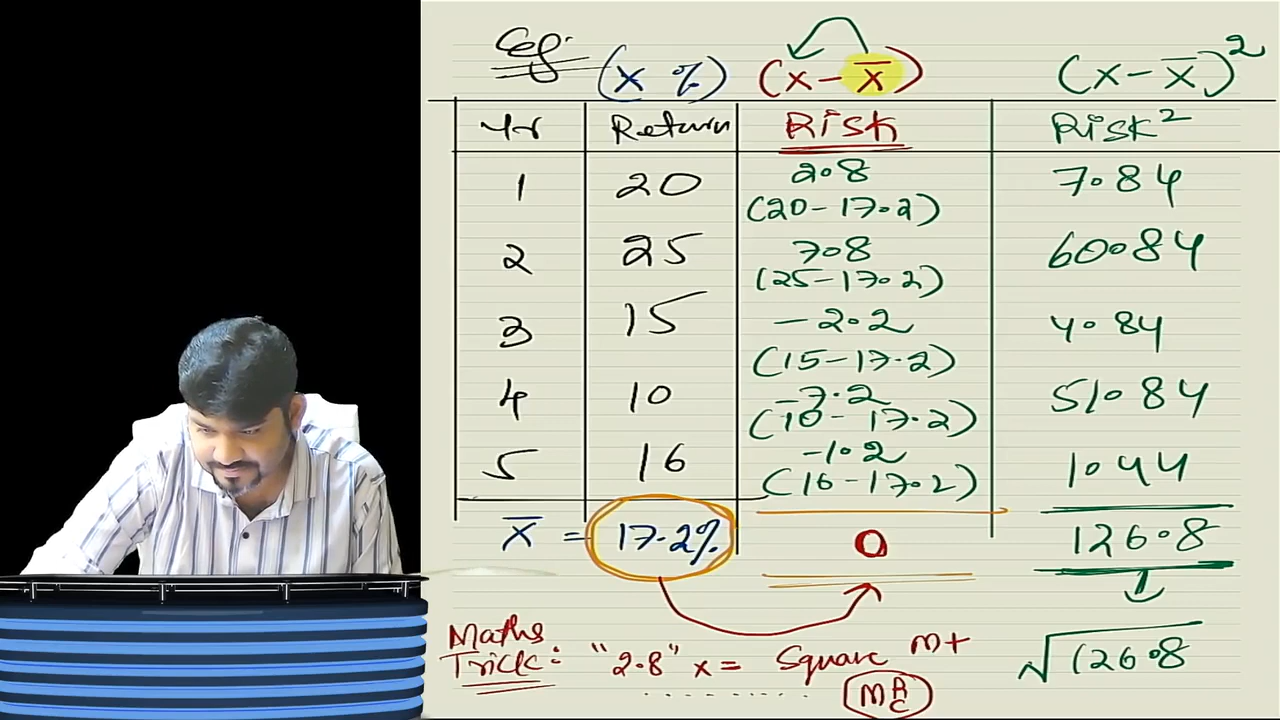 Eg:
(x %) (x - x̄) (x - x̄)²
Yr Return Risk Risk²
1 20 2.8 7.84
(20-17.2)
2 25 7.8 60.84
(25-17.2)
3 15 -2.2 4.84
(15-17.2)
4 10 -7.2 51.84
(10-17.2)
5 16 -1.2 1.44
(16-17.2)
x̄ = 17.2% 0 126.8
√126.8
Maths
Trick: "2.8" x = Square M+
MRC